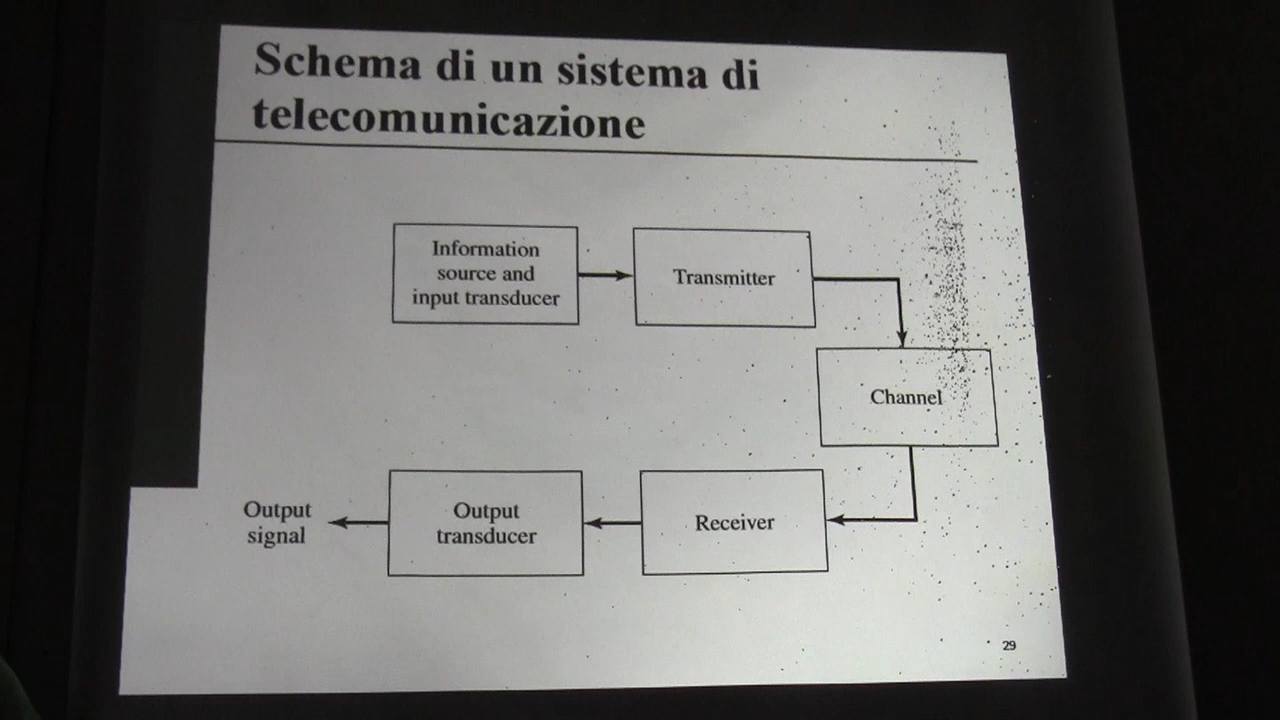 Schema di un sistema di
telecomunicazione
Information
source and
input transducer
Transmitter
Channel
Receiver
Output
transducer
Output
signal
29